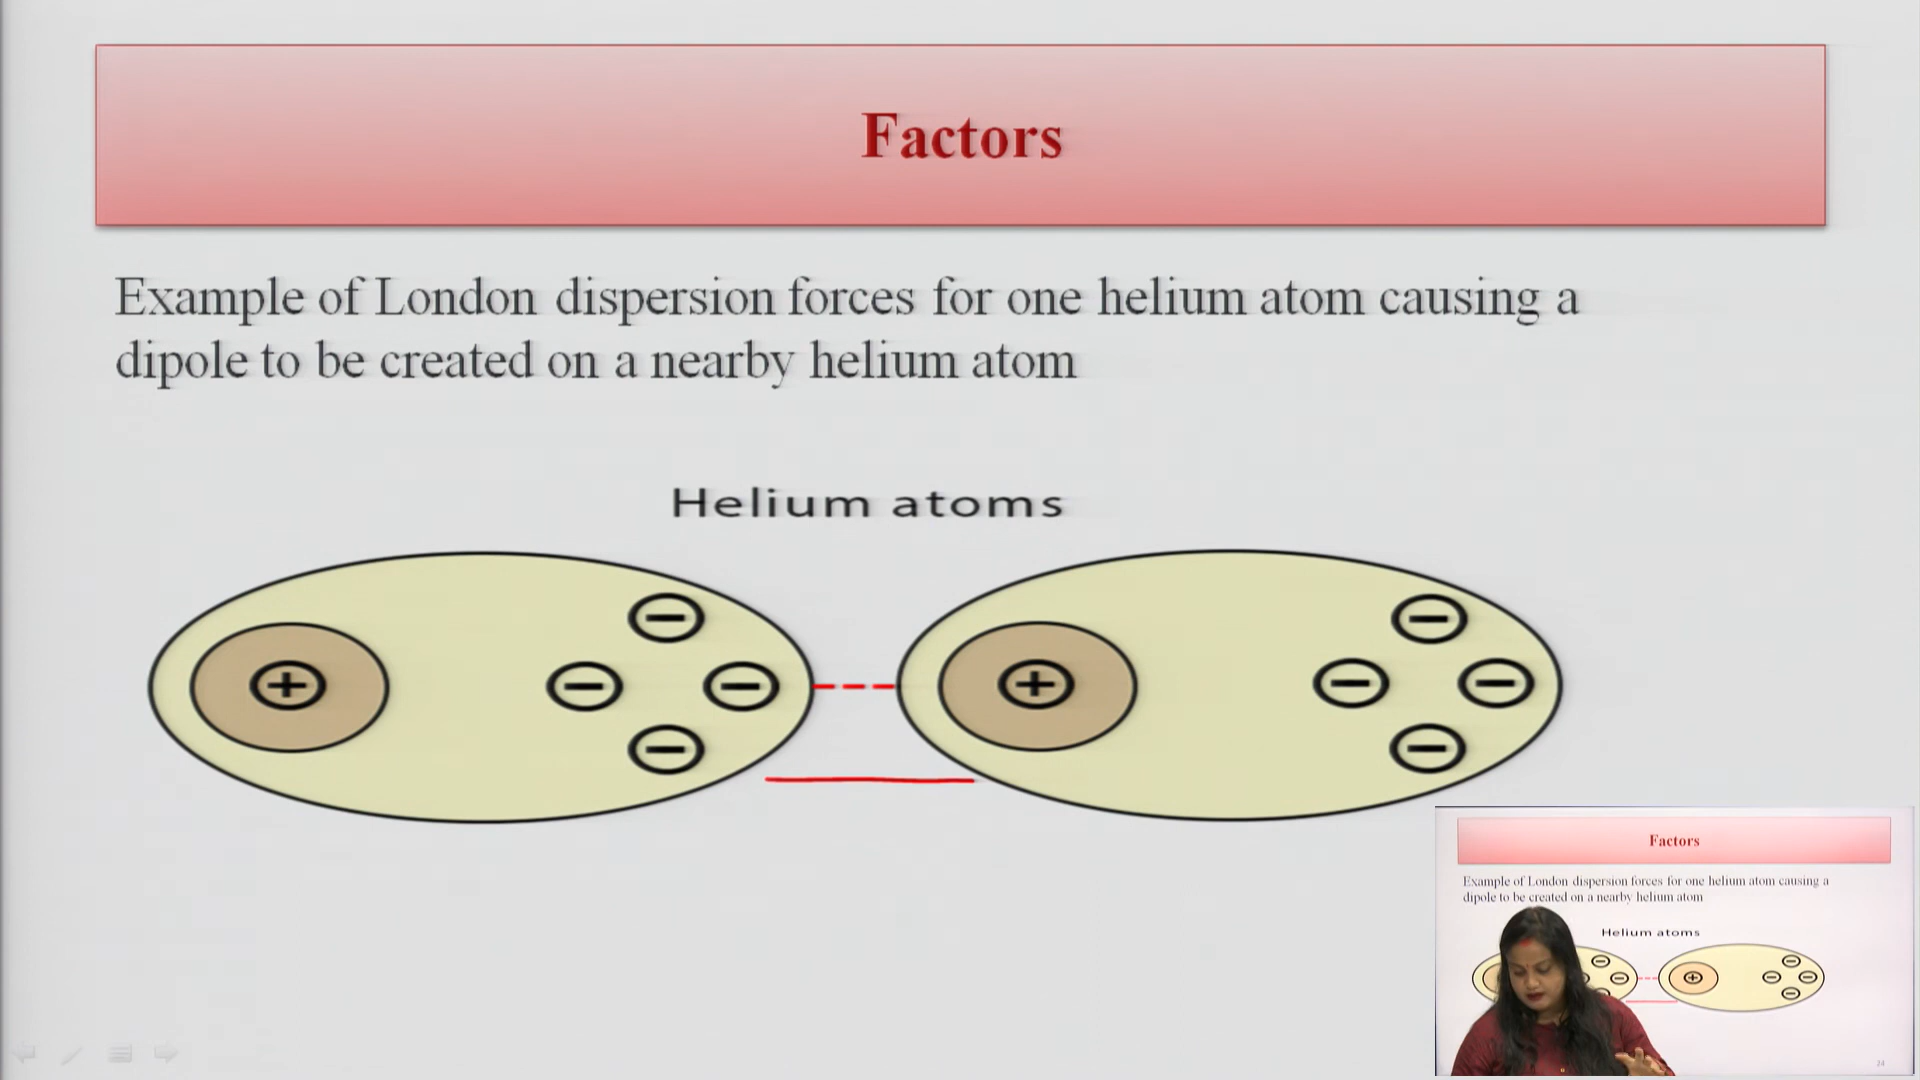 Factors
Example of London dispersion forces for one helium atom causing a
dipole to be created on a nearby helium atom
Helium atoms
+
−
−
−
−
+
−
−
−
−
Factors
Example of London dispersion forces for one helium atom causing a
dipole to be created on a nearby helium atom
Helium atoms
+
24